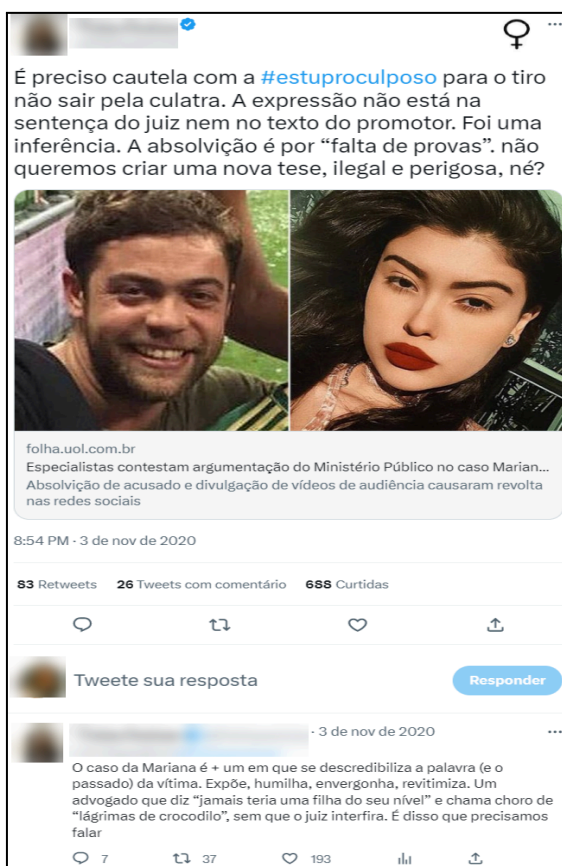 É preciso cautela com a #estuproculposo para o tiro
não sair pela culatra. A expressão não está na
sentença do juiz nem no texto do promotor. Foi uma
inferência. A absolvição é por “falta de provas”. não
queremos criar uma nova tese, ilegal e perigosa, né?
folha.uol.com.br
Especialistas contestam argumentação do Ministério Público no caso Marian...
Absolvição de acusado e divulgação de vídeos de audiência causaram revolta
nas redes sociais
8:54 PM · 3 de nov de 2020
83 Retweets 26 Tweets com comentário 688 Curtidas
Tweete sua resposta
Responder
· 3 de nov de 2020
O caso da Mariana é + um em que se descredibiliza a palavra (e o
passado) da vítima. Expõe, humilha, envergonha, revitimiza. Um
advogado que diz “jamais teria uma filha do seu nível” e chama choro de
“lágrimas de crocodilo”, sem que o juiz interfira. É disso que precisamos
falar
7 37 193